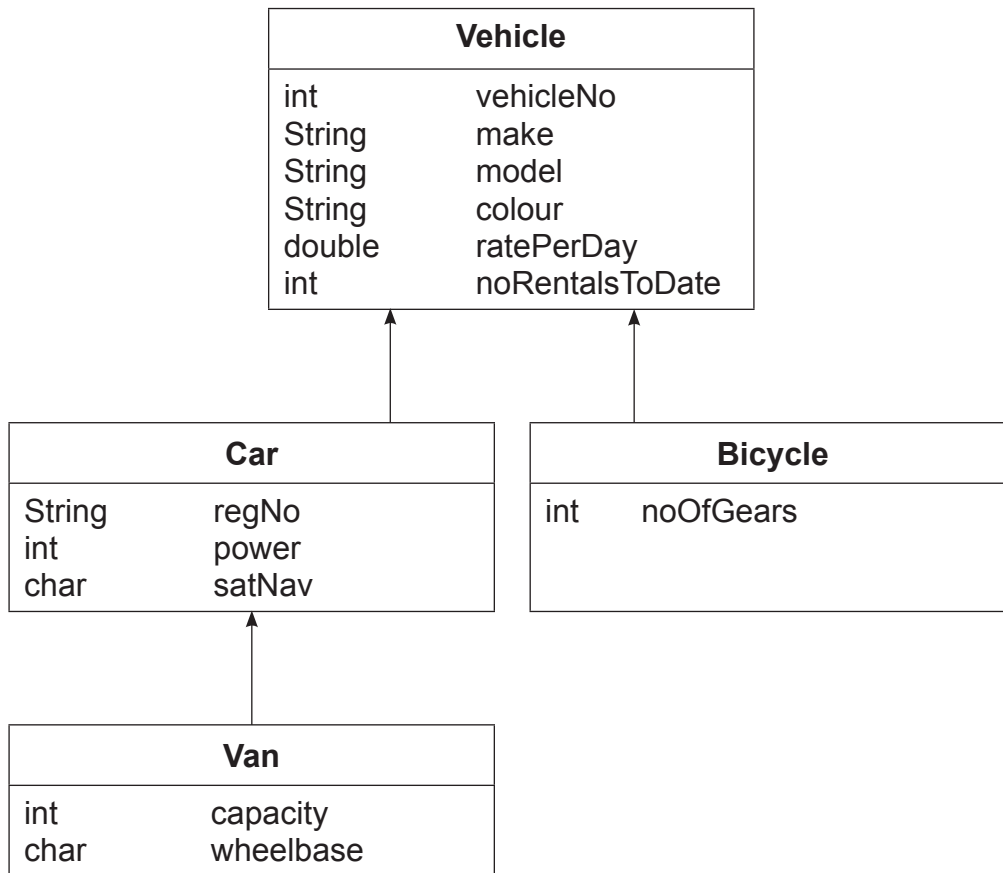 Vehicle
int vehicleNo
String make
String model
String colour
double ratePerDay
int noRentalsToDate
Car
String regNo
int power
char satNav
Bicycle
int noOfGears
Van
int capacity
char wheelbase